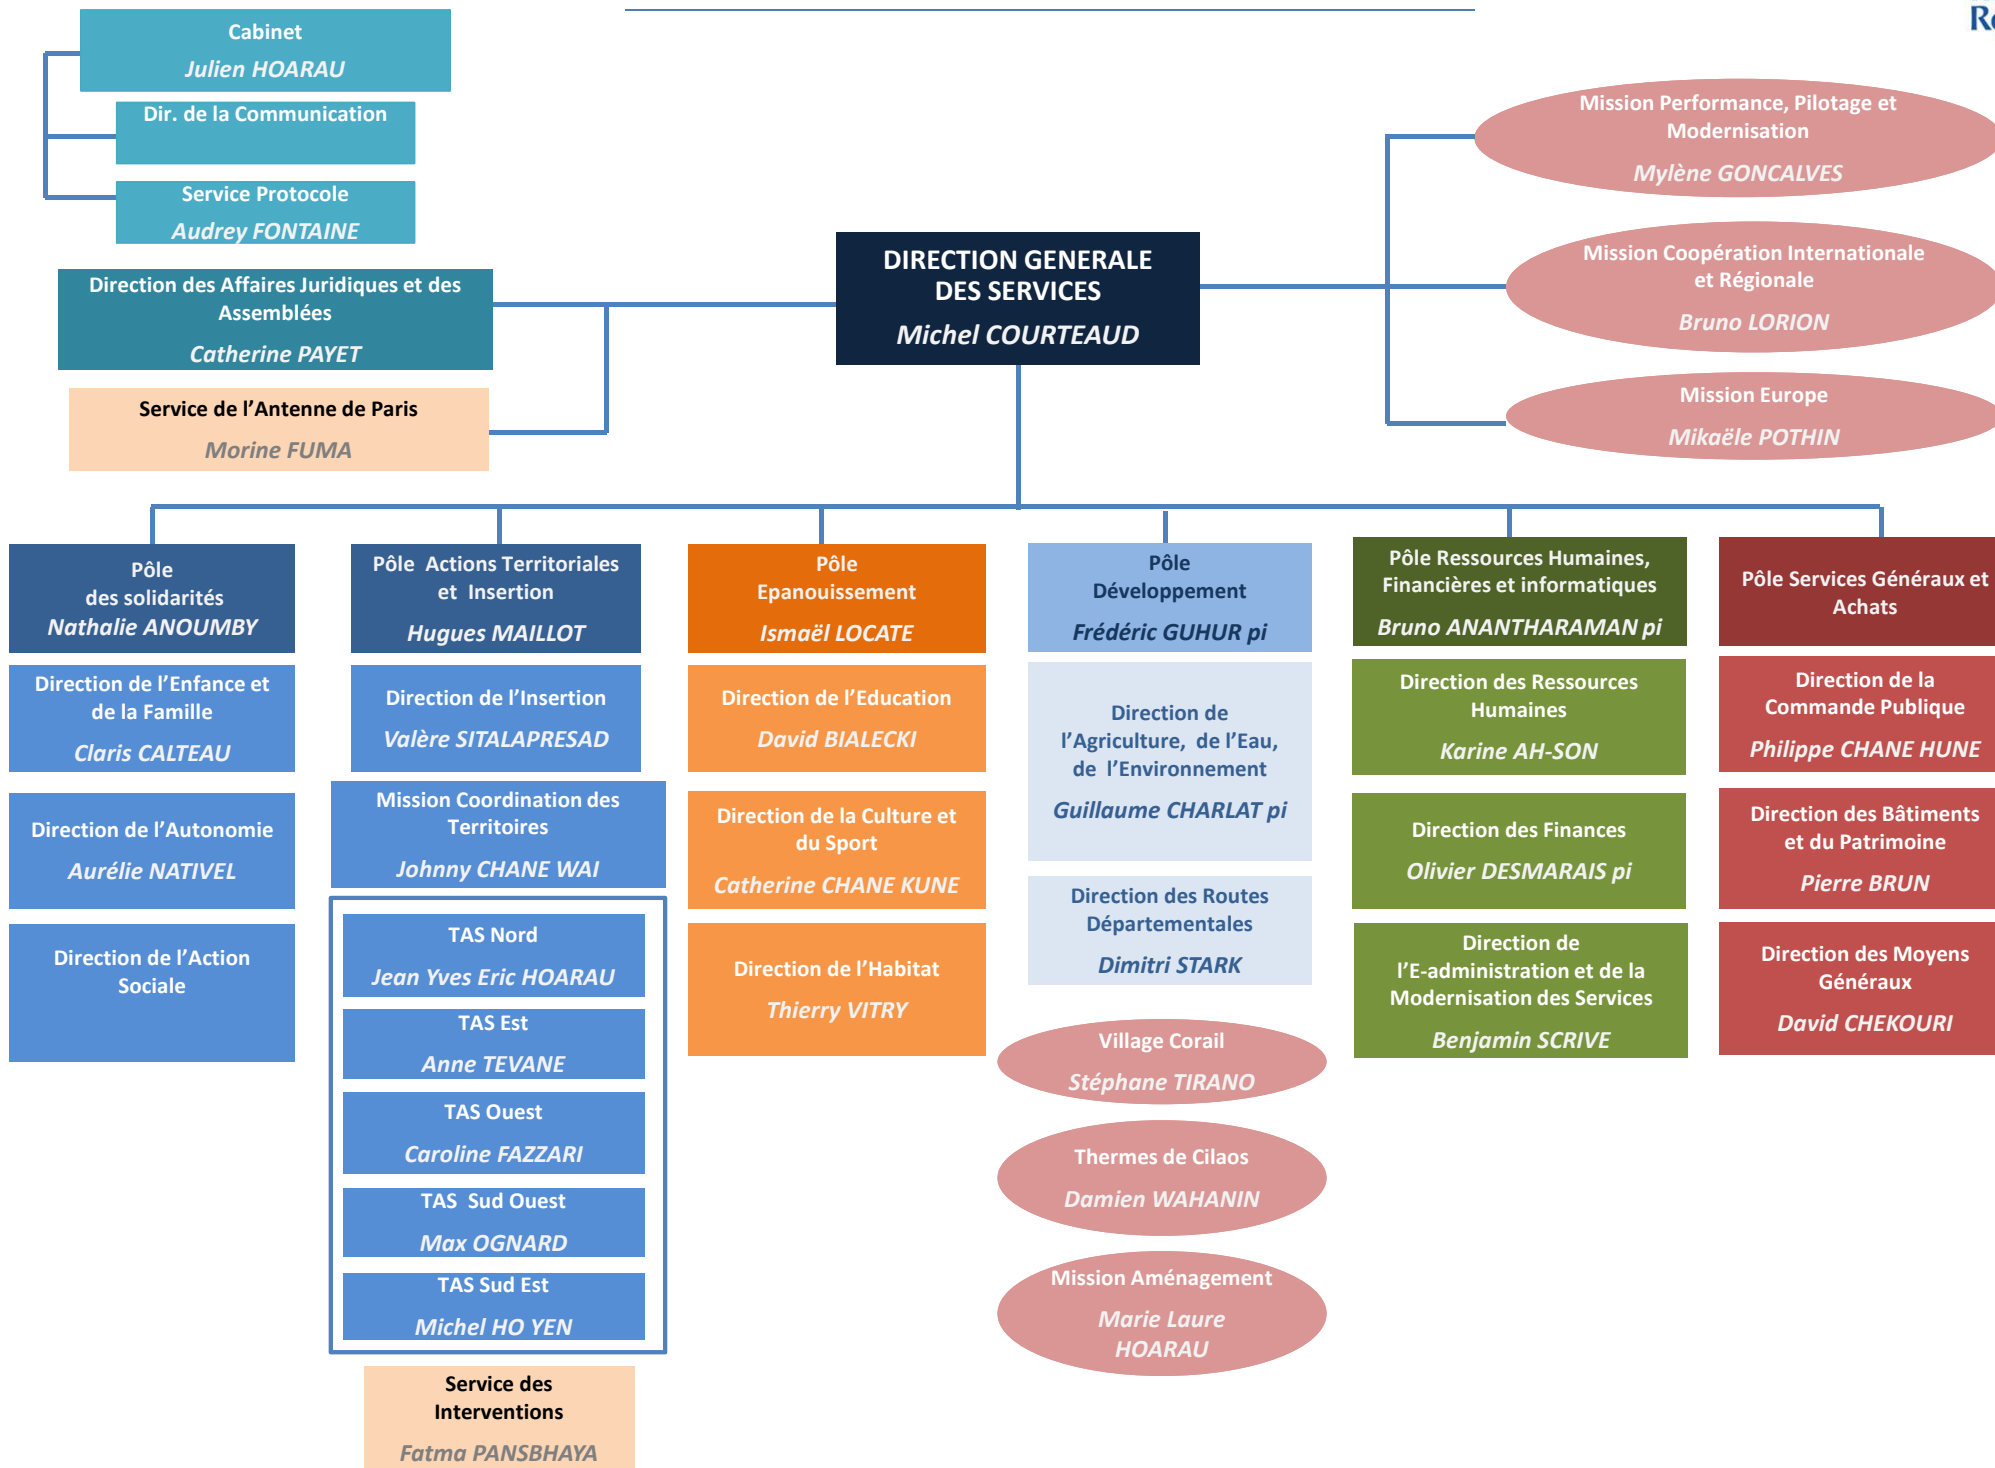 Cabinet
Julien HOARAU
Dir. de la Communication
Service Protocole
Audrey FONTAINE
Direction des Affaires Juridiques et des
Assemblées
Catherine PAYET
Service de l’Antenne de Paris
Morine FUMA
DIRECTION GENERALE
DES SERVICES
Michel COURTEAUD
Mission Performance, Pilotage et
Modernisation
Mylène GONCALVES
Mission Coopération Internationale
et Régionale
Bruno LORION
Mission Europe
Mikaële POTHIN
Pôle
des solidarités
Nathalie ANOUMBY
Direction de l’Enfance et
de la Famille
Claris CALTEAU
Direction de l’Autonomie
Aurélie NATIVEL
Direction de l’Action
Sociale
Pôle Actions Territoriales
et Insertion
Hugues MAILLOT
Direction de l’Insertion
Valère SITALAPRESAD
Mission Coordination des
Territoires
Johnny CHANE WAI
TAS Nord
Jean Yves Eric HOARAU
TAS Est
Anne TEVANE
TAS Ouest
Caroline FAZZARI
TAS Sud Ouest
Max OGNARD
TAS Sud Est
Michel HO YEN
Service des
Interventions
Fatma PANSBHAYA
Pôle
Epanouissement
Ismaël LOCATE
Direction de l’Education
David BIALECKI
Direction de la Culture et
du Sport
Catherine CHANE KUNE
Direction de l’Habitat
Thierry VITRY
Pôle
Développement
Frédéric GUHUR pi
Direction de
l’Agriculture, de l’Eau,
de l’Environnement
Guillaume CHARLAT pi
Direction des Routes
Départementales
Dimitri STARK
Village Corail
Stéphane TIRANO
Thermes de Cilaos
Damien WAHANIN
Mission Aménagement
Marie Laure
HOARAU
Pôle Ressources Humaines,
Financières et informatiques
Bruno ANANTHARAMAN pi
Direction des Ressources
Humaines
Karine AH-SON
Direction des Finances
Olivier DESMARAIS pi
Direction de
l’E-administration et de la
Modernisation des Services
Benjamin SCRIVE
Pôle Services Généraux et
Achats
Direction de la
Commande Publique
Philippe CHANE HUNE
Direction des Bâtiments
et du Patrimoine
Pierre BRUN
Direction des Moyens
Généraux
David CHEKOURI